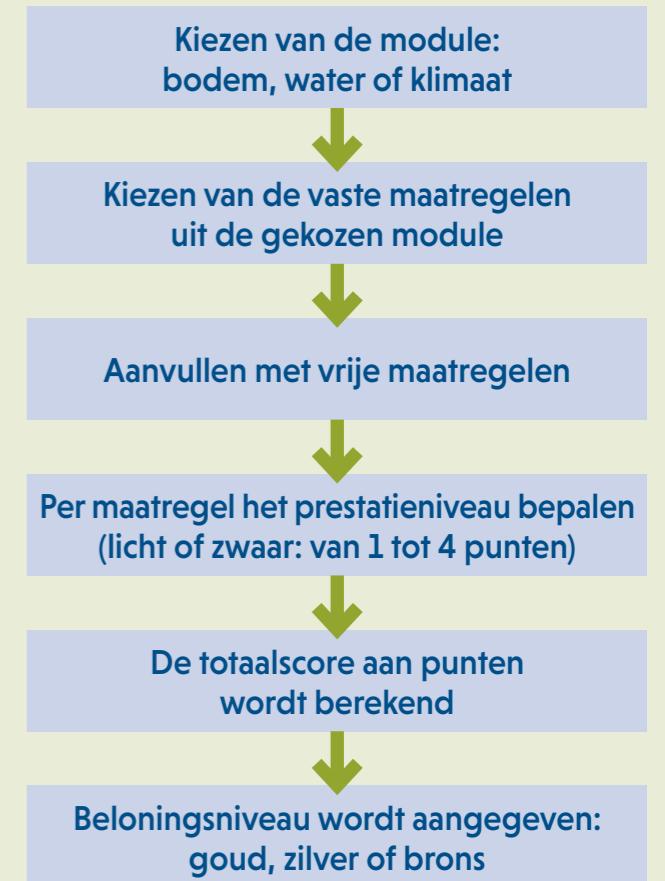 Kiezen van de module:
bodem, water of klimaat
Kiezen van de vaste maatregelen
uit de gekozen module
Aanvullen met vrije maatregelen
Per maatregel het prestatieniveau bepalen
(licht of zwaar: van 1 tot 4 punten)
De totaalscore aan punten
wordt berekend
Beloningsniveau wordt aangegeven:
goud, zilver of brons